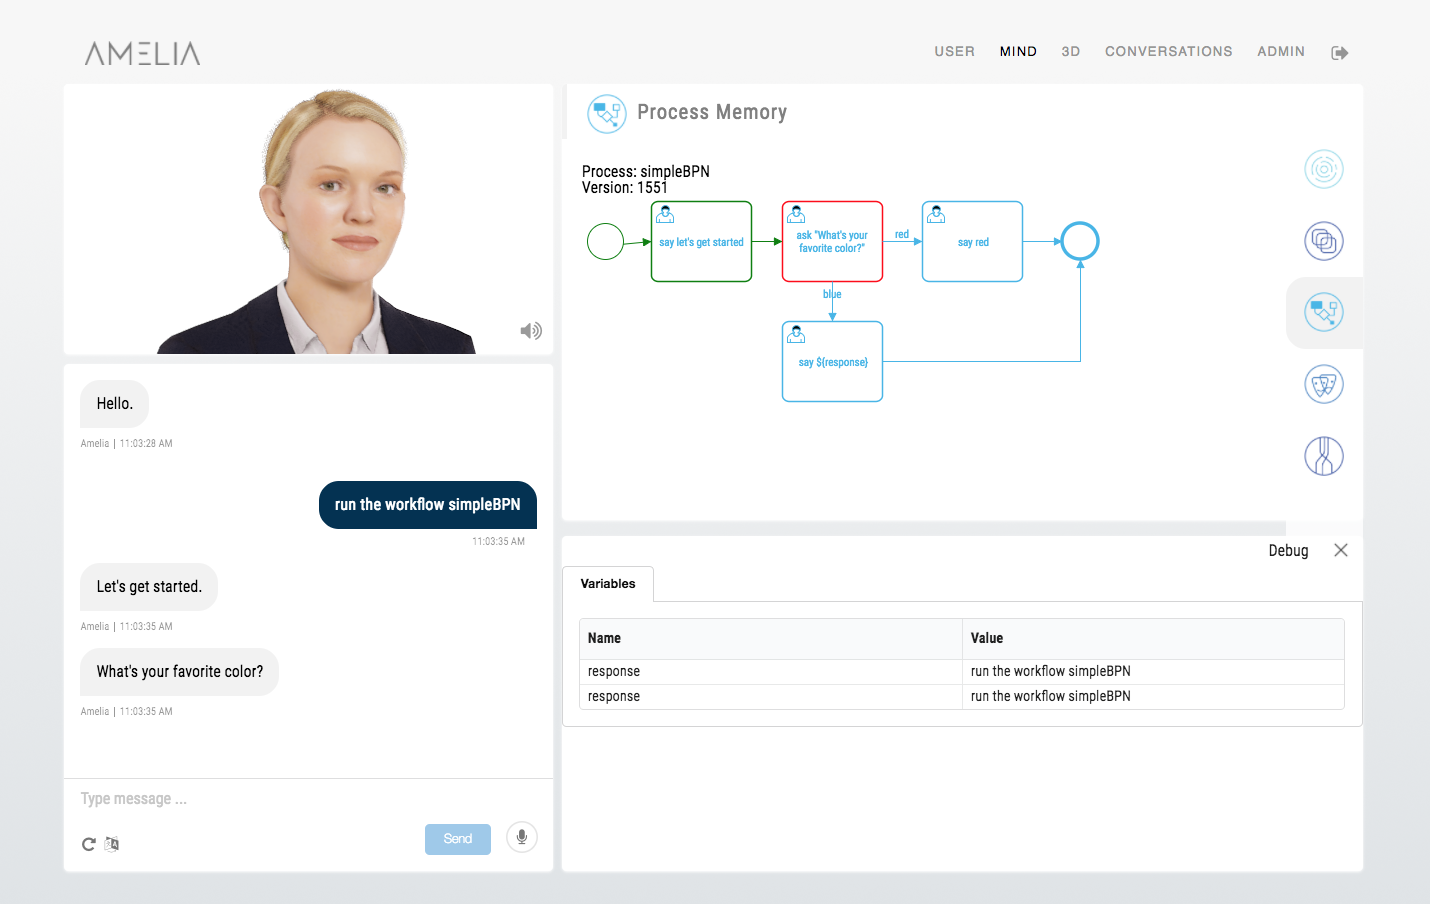 AMELIA
USER MIND 3D CONVERSATIONS ADMIN
Process Memory
Process: simpleBPN
Version: 1551
say let's get started
ask "What's your
favorite color?"
red
say red
blue
say ${response}
Hello.
Amelia | 11:03:28 AM
run the workflow simpleBPN
11:03:35 AM
Let's get started.
Amelia | 11:03:35 AM
What's your favorite color?
Amelia | 11:03:35 AM
Type message ...
Send
Debug
Variables
Name Value
response run the workflow simpleBPN
response run the workflow simpleBPN